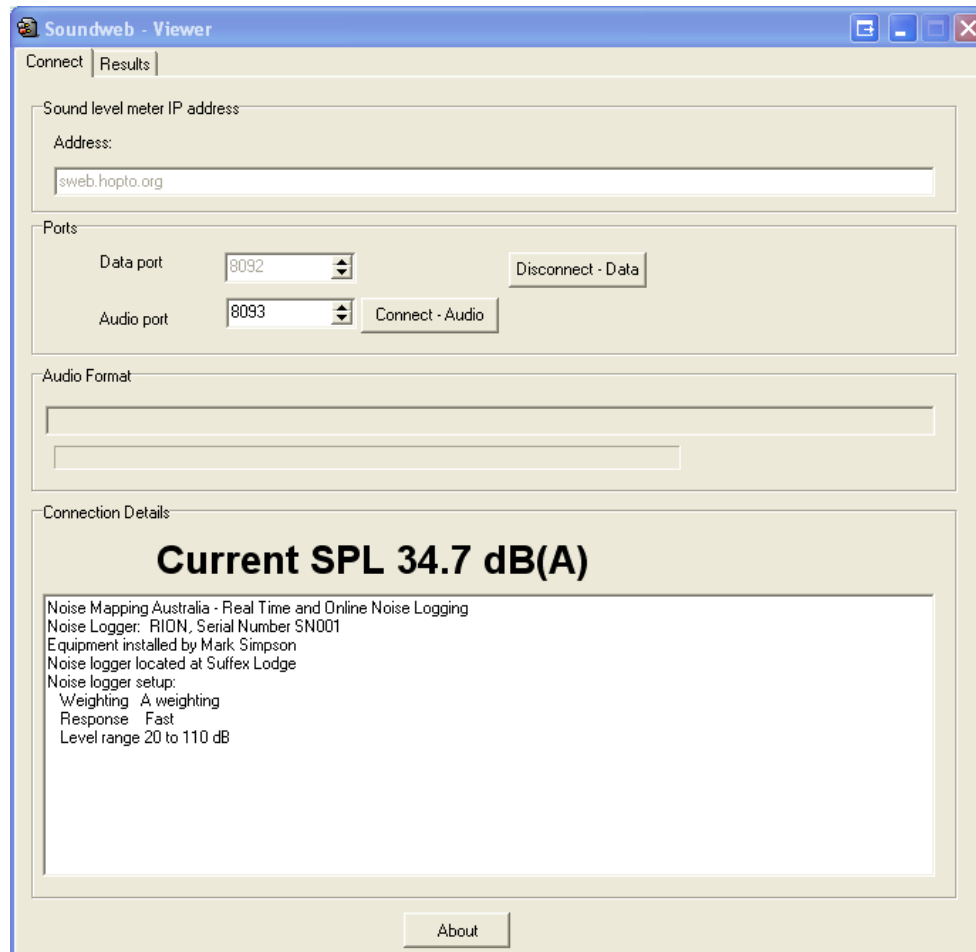 Soundweb - Viewer
Connect Results
Sound level meter IP address
Address:
sweb.hopto.org
Ports
Data port 8092 Disconnect - Data
Audio port 8093 Connect - Audio
Audio Format
Connection Details
Current SPL 34.7 dB(A)
Noise Mapping Australia - Real Time and Online Noise Logging
Noise Logger: RION, Serial Number SN001
Equipment installed by Mark Simpson
Noise logger located at Suffex Lodge
Noise logger setup:
Weighting A weighting
Response Fast
Level range 20 to 110 dB
About